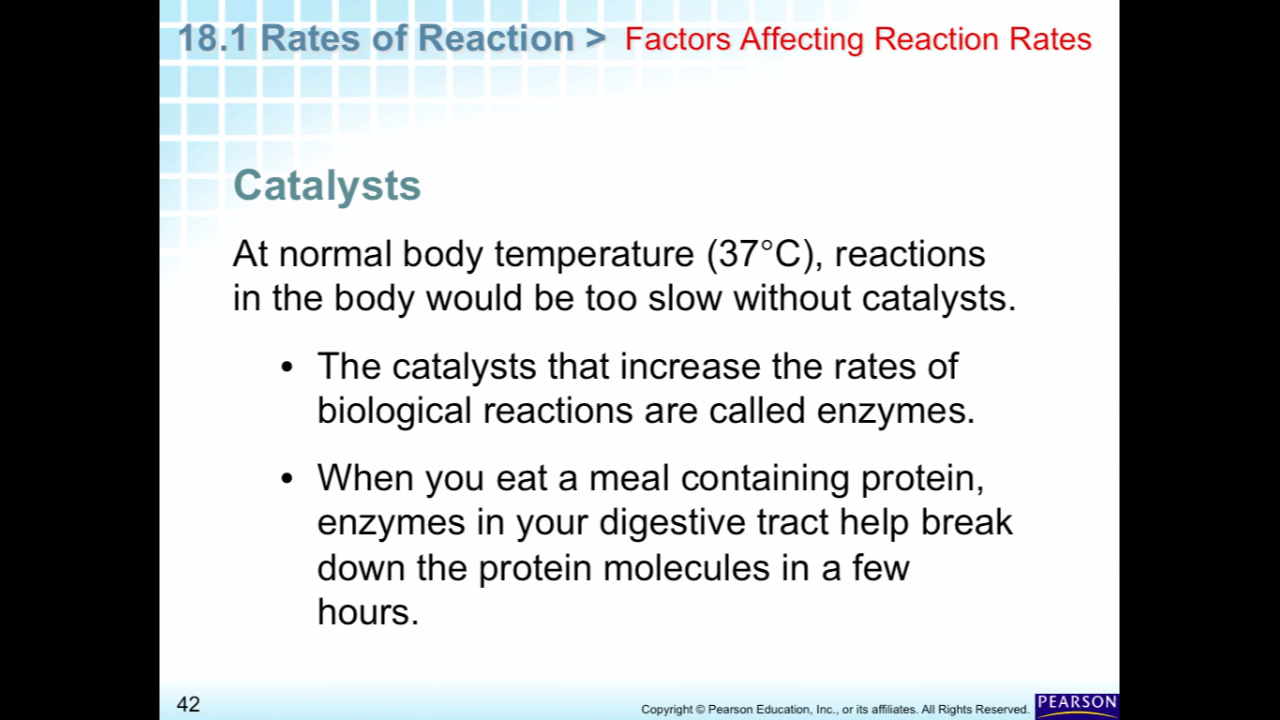 18.1 Rates of Reaction > Factors Affecting Reaction Rates
Catalysts
At normal body temperature (37°C), reactions
in the body would be too slow without catalysts.
• The catalysts that increase the rates of
biological reactions are called enzymes.
• When you eat a meal containing protein,
enzymes in your digestive tract help break
down the protein molecules in a few
hours.
42
Copyright © Pearson Education, Inc., or its affiliates. All Rights Reserved.
PEARSON